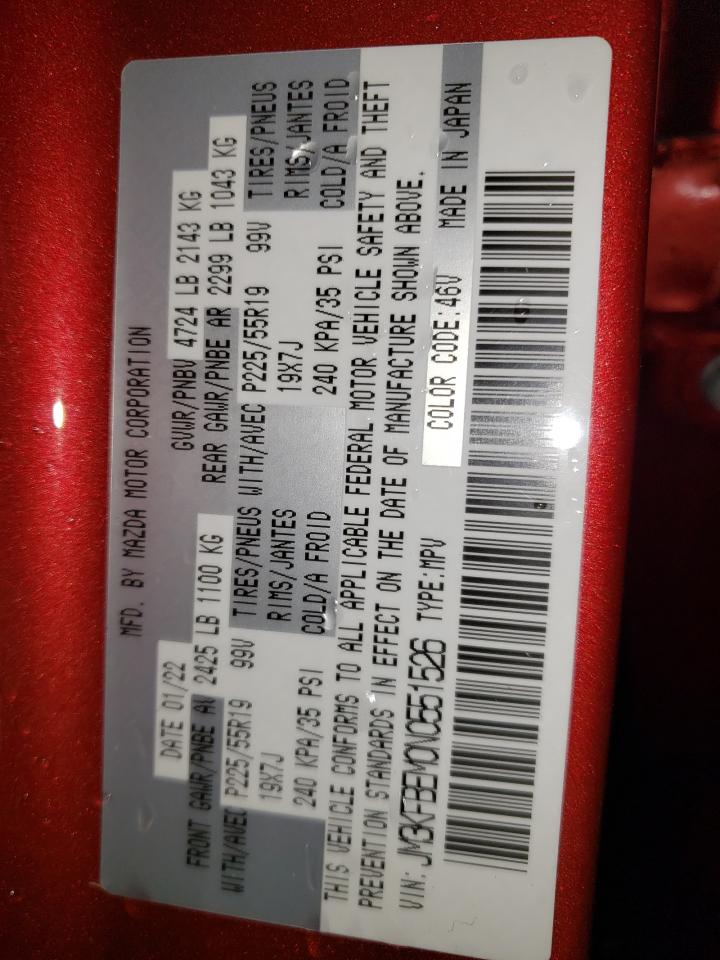 MFD. BY MAZDA MOTOR CORPORATION
DATE 01/22 GVWR/PNBV 4724 LB 2143 KG
FRONT GAWR/PNBE AV 2425 LB 1100 KG REAR GAWR/PNBE AR 2299 LB 1043 KG
WITH/AVEC P225/55R19 99V TIRES/PNEUS WITH/AVEC P225/55R19 99V TIRES/PNEUS
19X7J RIMS/JANTES 19X7J RIMS/JANTES
240 KPA/35 PSI COLD/A FROID 240 KPA/35 PSI COLD/A FROID
THIS VEHICLE CONFORMS TO ALL APPLICABLE FEDERAL MOTOR VEHICLE SAFETY AND THEFT
PREVENTION STANDARDS IN EFFECT ON THE DATE OF MANUFACTURE SHOWN ABOVE.
VIN: JM3KFBEM0N0551526 TYPE:MPV COLOR CODE:46V MADE IN JAPAN